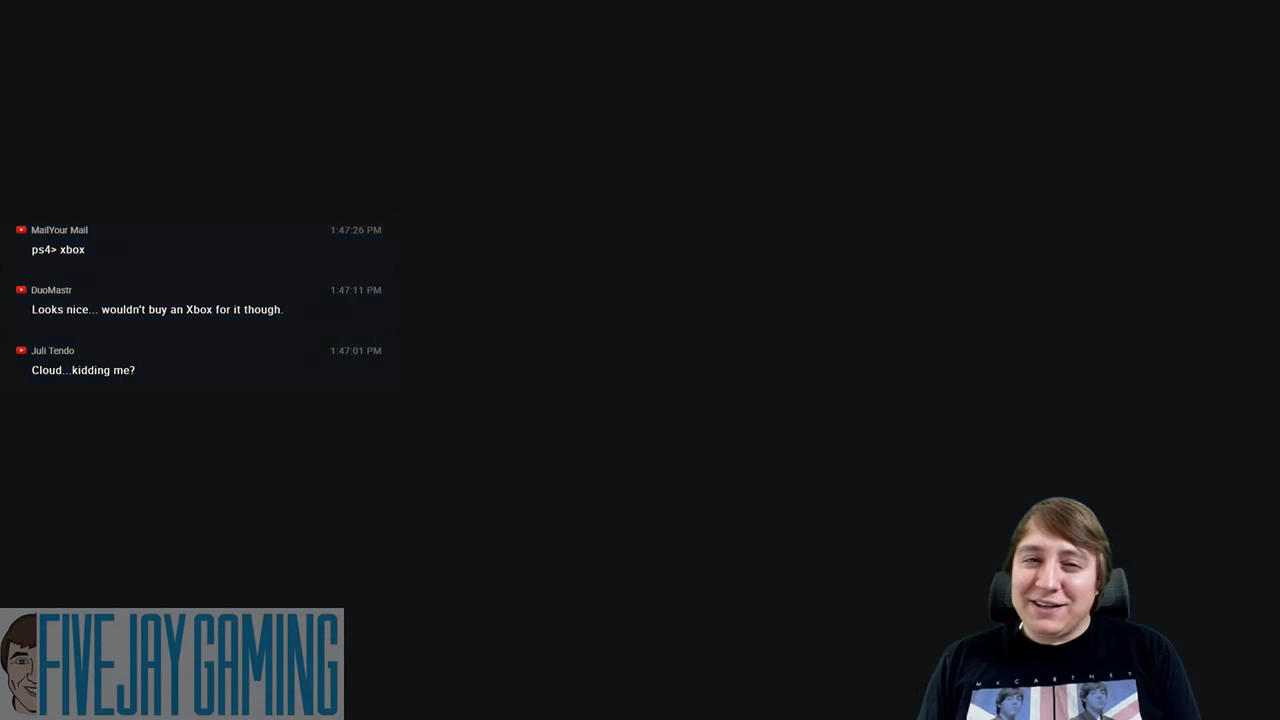 MailYour Mail 1:47:26 PM
ps4> xbox
DuoMastr 1:47:11 PM
Looks nice... wouldn't buy an Xbox for it though.
Juli Tendo 1:47:01 PM
Cloud...kidding me?
FIVEJAY GAMING
MCCARTNEY